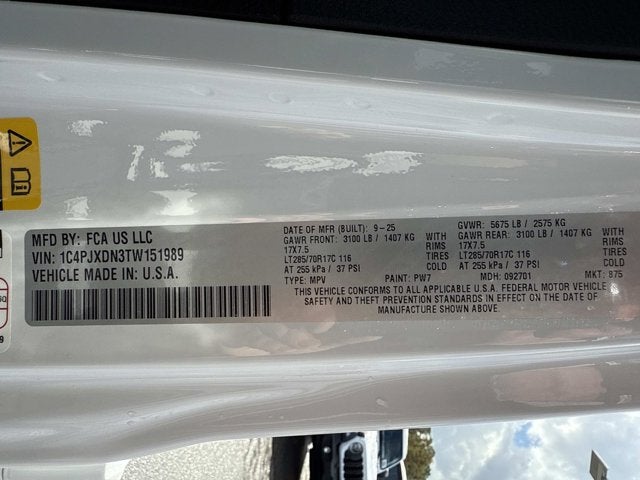 MFD BY: FCA US LLC
VIN: 1C4PJXDN3TW151989
VEHICLE MADE IN U.S.A.
DATE OF MFR (BUILT): 9-25 GVWR: 5675 LB / 2575 KG
GAWR FRONT: 3100 LB / 1407 KG WITH GAWR REAR: 3100 LB / 1407 KG WITH
17X7.5 RIMS 17X7.5 RIMS
LT285/70R17C 116 TIRES LT285/70R17C 116 TIRES
AT 255 kPa / 37 PSI COLD AT 255 kPa / 37 PSI COLD
TYPE: MPV PAINT: PW7 MDH: 092701 MKT: 875
THIS VEHICLE CONFORMS TO ALL APPLICABLE U.S.A. FEDERAL MOTOR VEHICLE
SAFETY AND THEFT PREVENTION STANDARDS IN EFFECT ON THE DATE OF
MANUFACTURE SHOWN ABOVE.